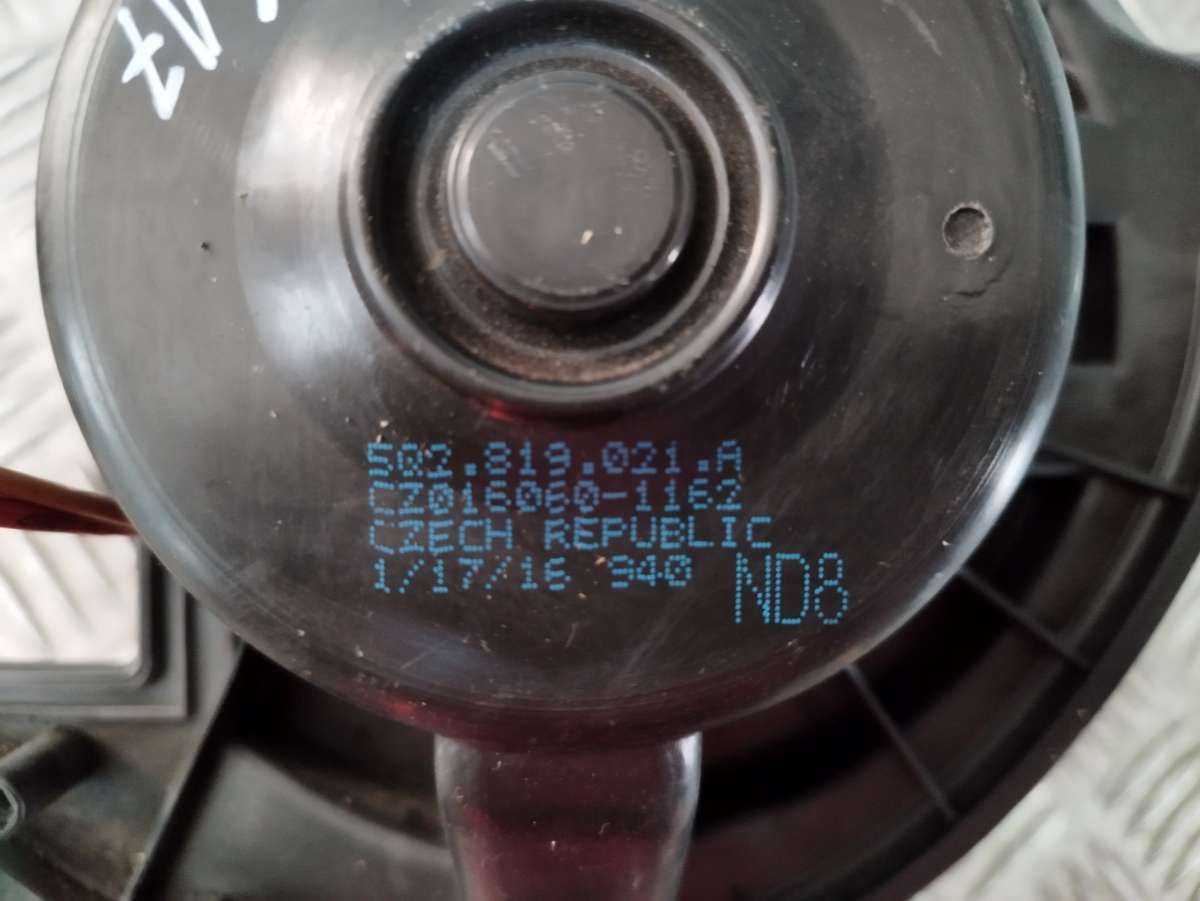 5Q2.819.021.A
CZ016060-1162
CZECH REPUBLIC
1/17/16 940
ND8